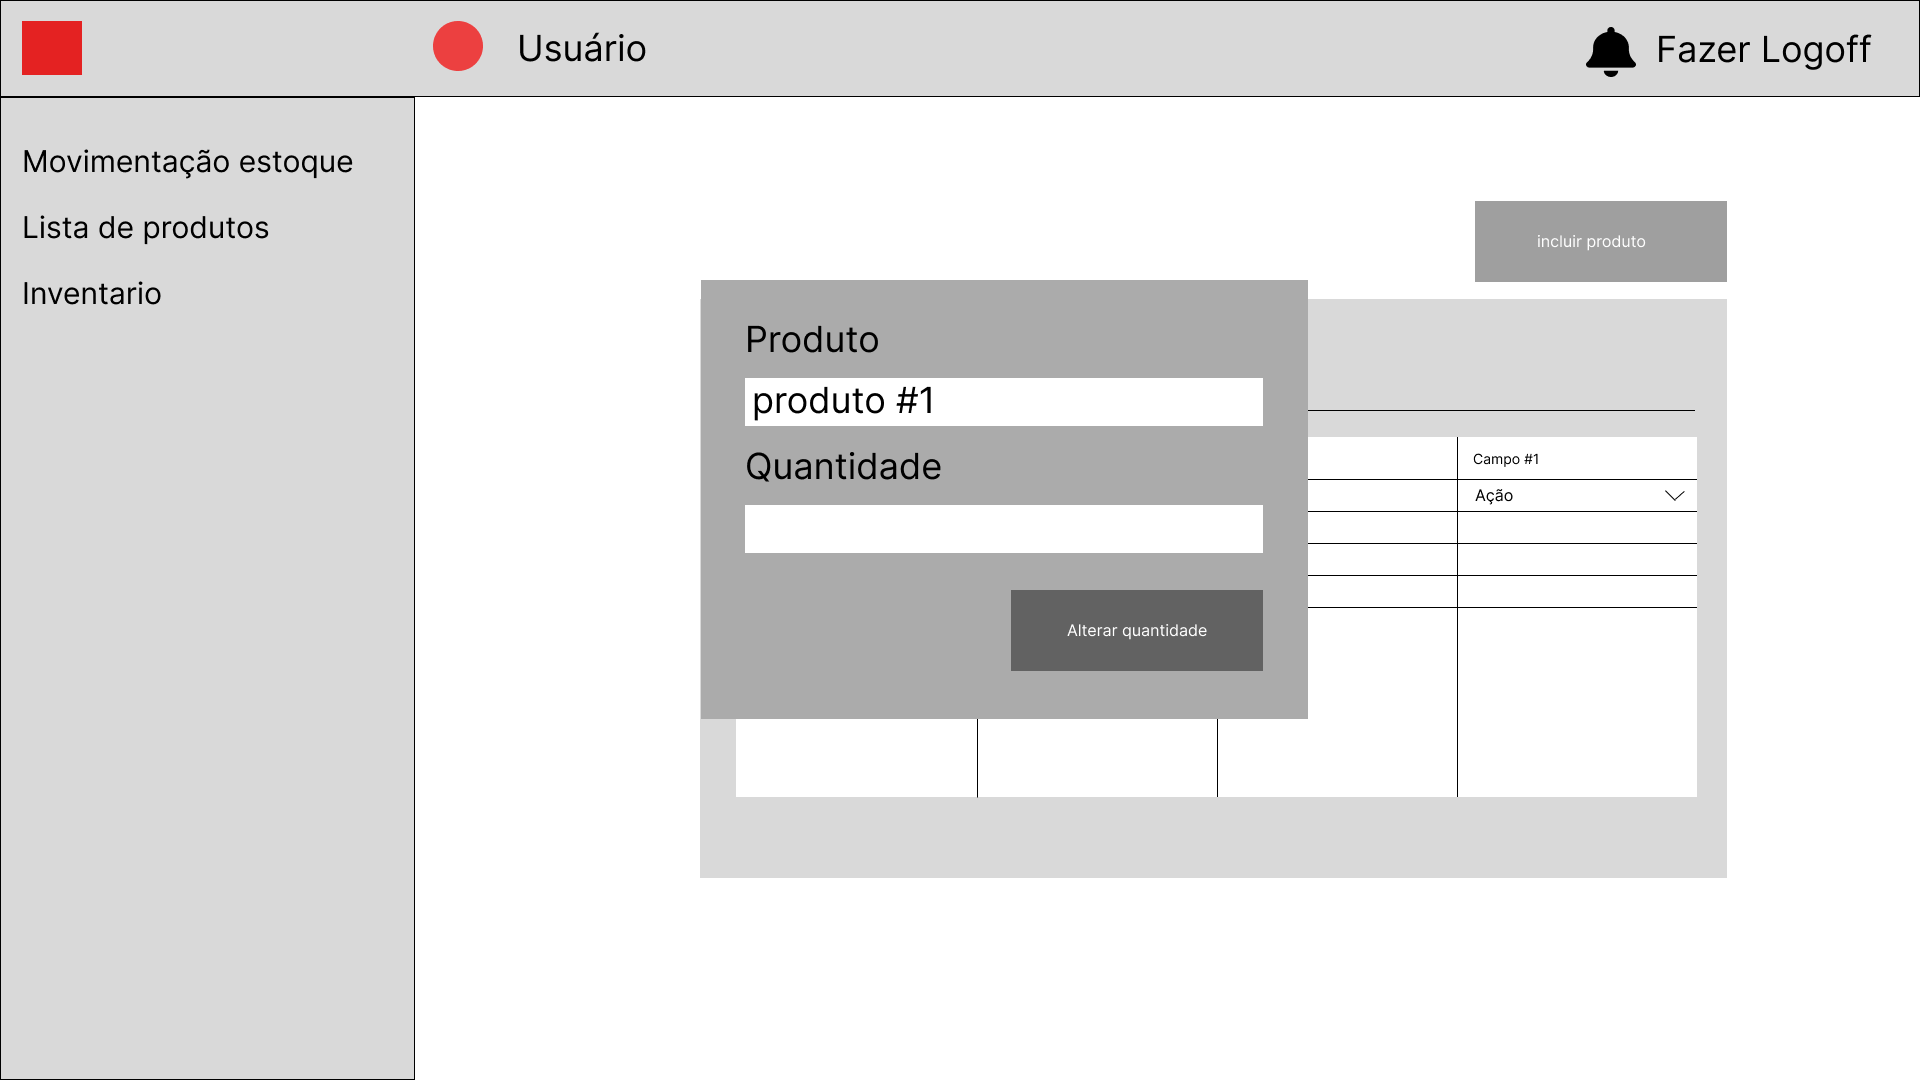 Usuário
Fazer Logoff
Movimentação estoque
Lista de produtos
Inventario
incluir produto
Produto
produto #1
Quantidade
Alterar quantidade
Campo #1
Ação